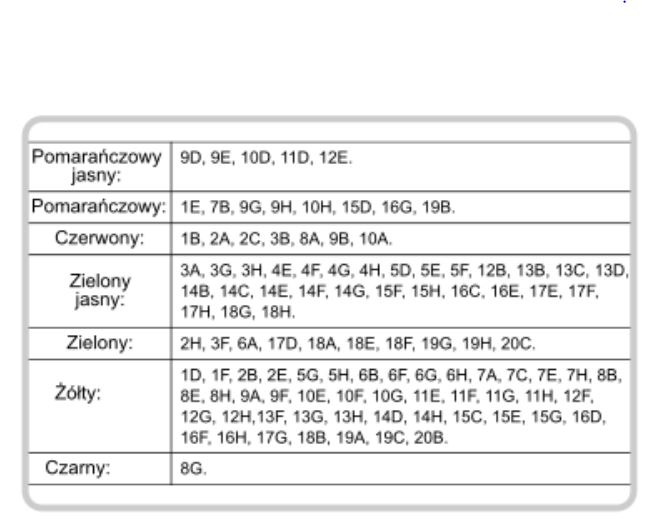 Pomarańczowy jasny: 9D, 9E, 10D, 11D, 12E.
Pomarańczowy: 1E, 7B, 9G, 9H, 10H, 15D, 16G, 19B.
Czerwony: 1B, 2A, 2C, 3B, 8A, 9B, 10A.
Zielony jasny: 3A, 3G, 3H, 4E, 4F, 4G, 4H, 5D, 5E, 5F, 12B, 13B, 13C, 13D,
14B, 14C, 14E, 14F, 14G, 15F, 15H, 16C, 16E, 17E, 17F,
17H, 18G, 18H.
Zielony: 2H, 3F, 6A, 17D, 18A, 18E, 18F, 19G, 19H, 20C.
Żółty: 1D, 1F, 2B, 2E, 5G, 5H, 6B, 6F, 6G, 6H, 7A, 7C, 7E, 7H, 8B,
8E, 8H, 9A, 9F, 10E, 10F, 10G, 11E, 11F, 11G, 11H, 12F,
12G, 12H,13F, 13G, 13H, 14D, 14H, 15C, 15E, 15G, 16D,
16F, 16H, 17G, 18B, 19A, 19C, 20B.
Czarny: 8G.